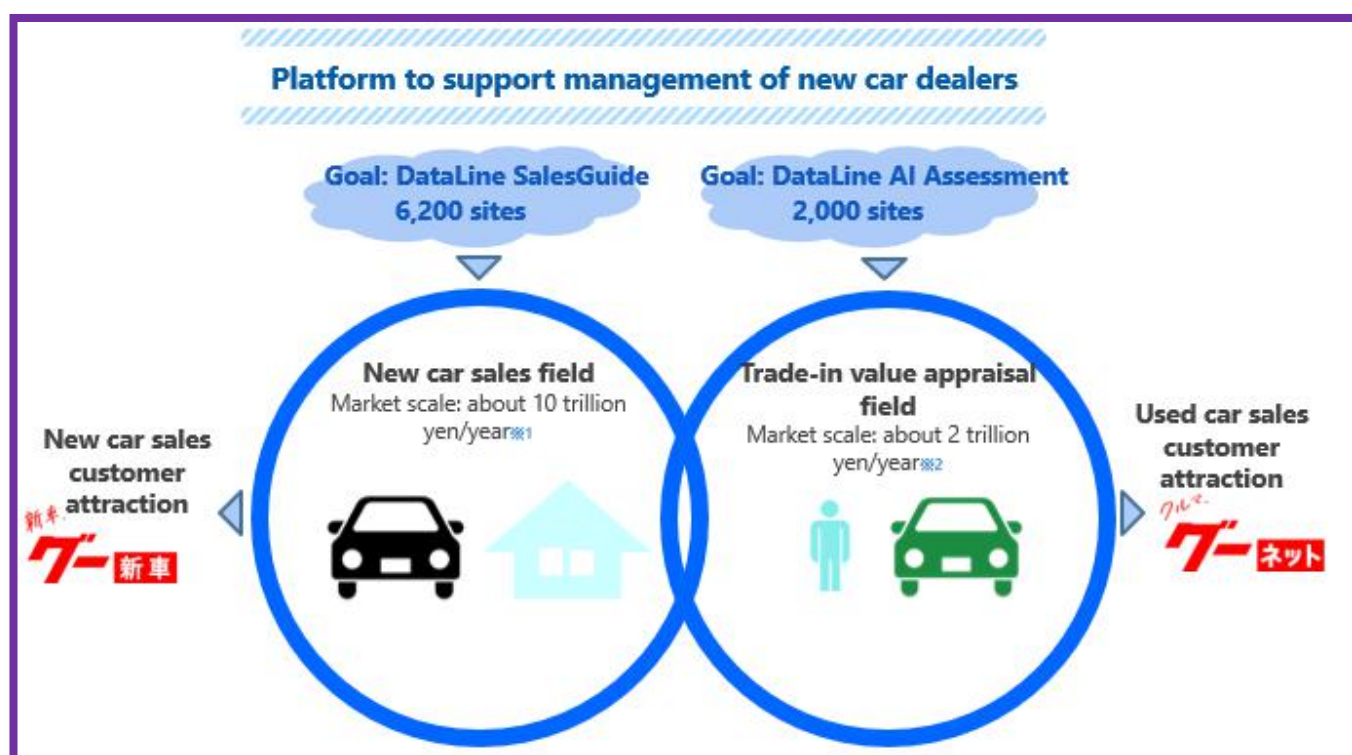 Platform to support management of new car dealers
Goal: DataLine SalesGuide
6,200 sites
Goal: DataLine AI Assessment
2,000 sites
New car sales field
Market scale: about 10 trillion
yen/year※1
Trade-in value appraisal
field
Market scale: about 2 trillion
yen/year※2
New car sales
customer
attraction
新車
グー新車
Used car sales
customer
attraction
クルマ
グーネット